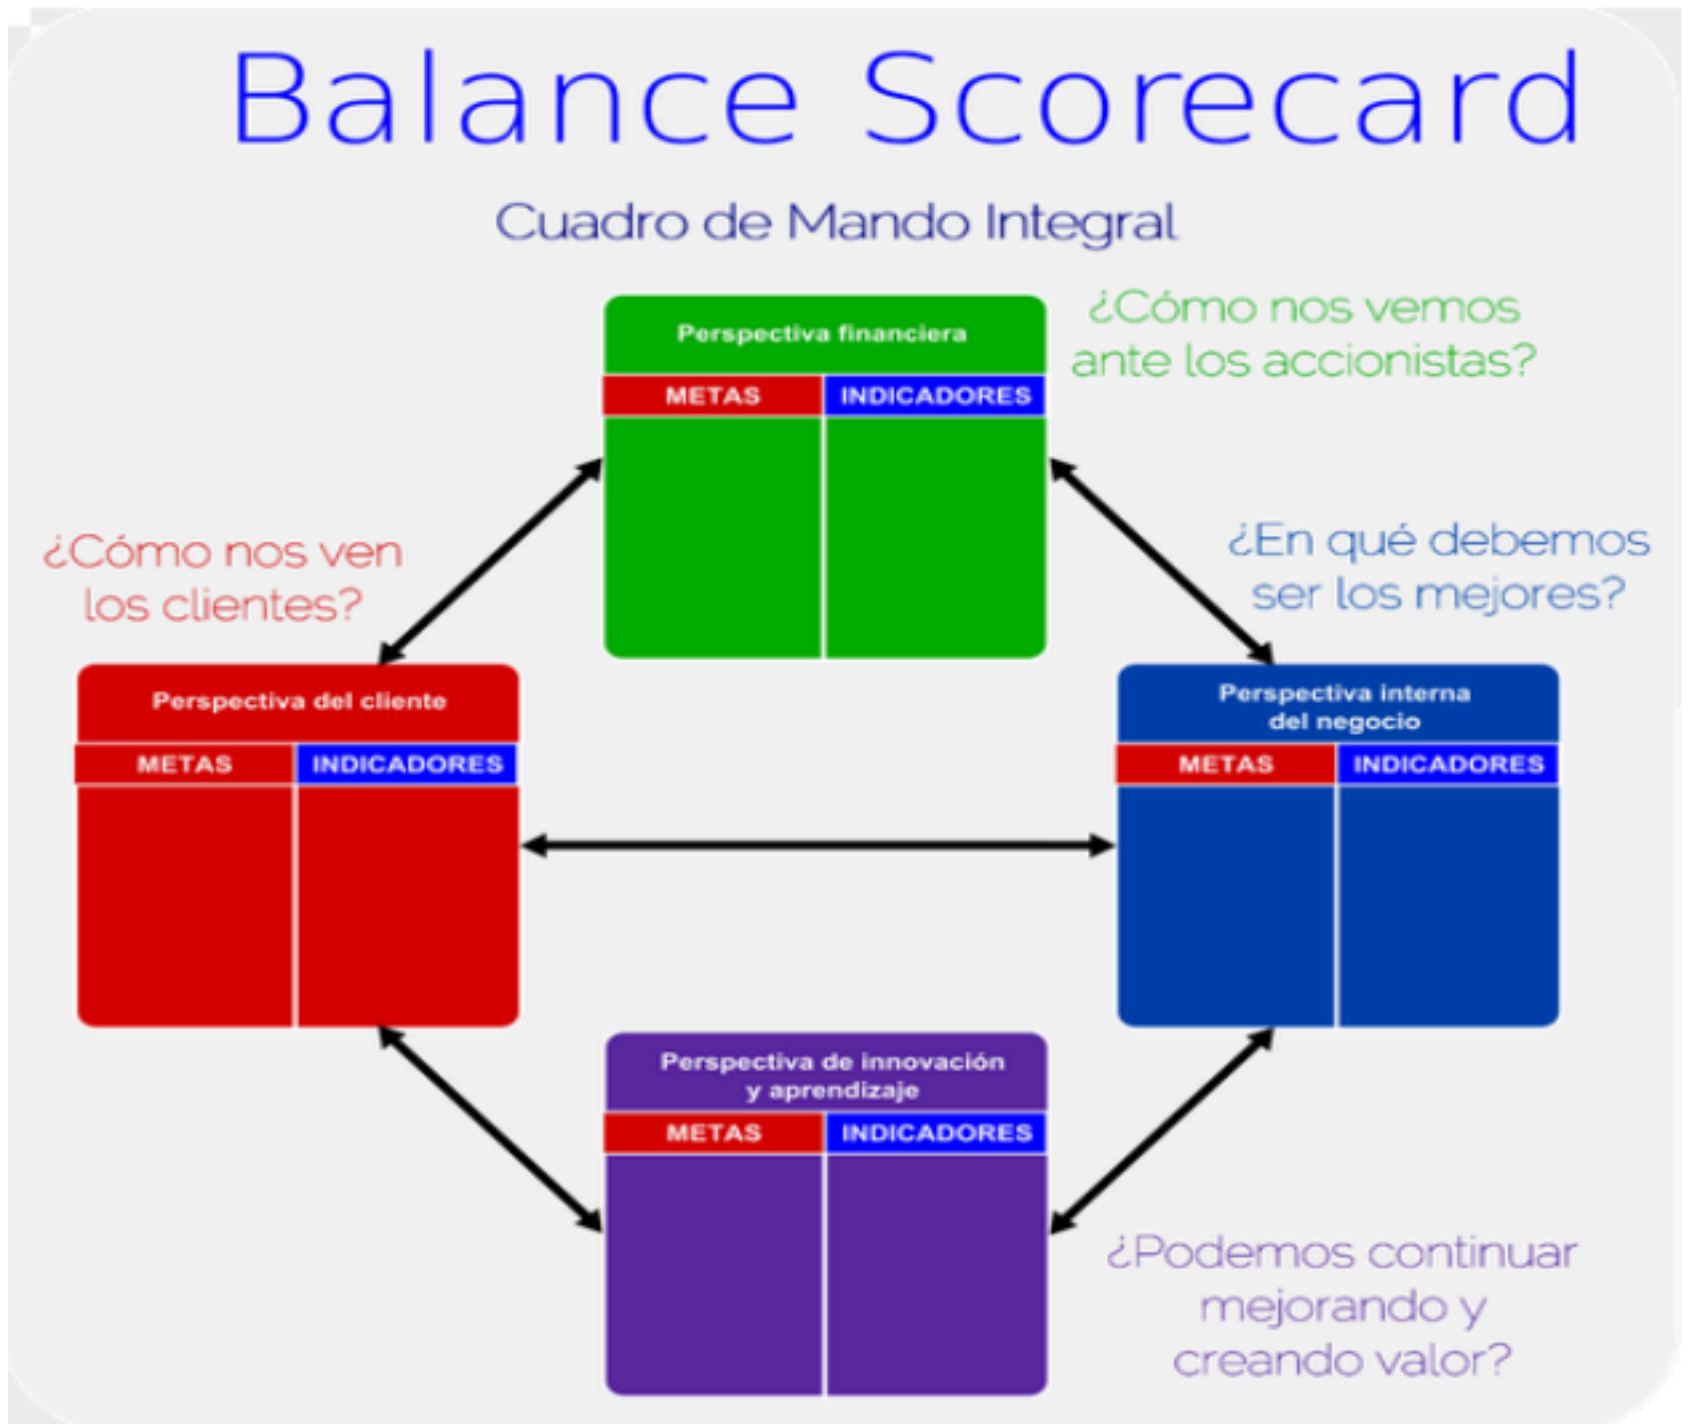 Balance Scorecard
Cuadro de Mando Integral
Perspectiva financiera
METAS INDICADORES
¿Cómo nos vemos
ante los accionistas?
¿Cómo nos ven
los clientes?
¿En qué debemos
ser los mejores?
Perspectiva del cliente
METAS INDICADORES
Perspectiva interna
del negocio
METAS INDICADORES
Perspectiva de innovación
y aprendizaje
METAS INDICADORES
¿Podemos continuar
mejorando y
creando valor?